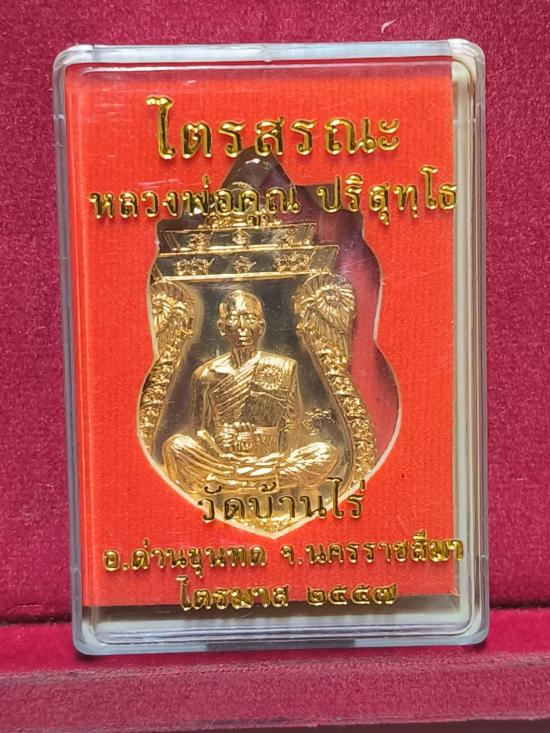 ไตรสรณะ
หลวงพ่อคูณ ปริสุทฺโธ
วัดบ้านไร่
อ.ด่านขุนทด จ.นครราชสีมา
ไตรมาส ๒๕๕๗